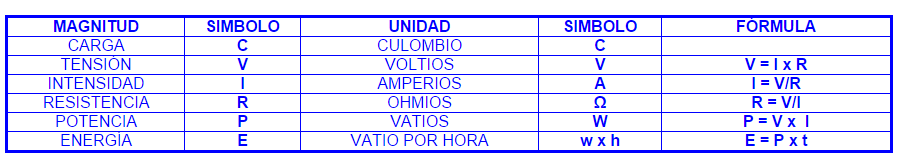 MAGNITUD SIMBOLO UNIDAD SIMBOLO FÓRMULA
CARGA C CULOMBIO C
TENSIÓN V VOLTIOS V V = I x R
INTENSIDAD I AMPERIOS A I = V/R
RESISTENCIA R OHMIOS Ω R = V/I
POTENCIA P VATIOS W P = V x I
ENERGÍA E VATIO POR HORA w x h E = P x t